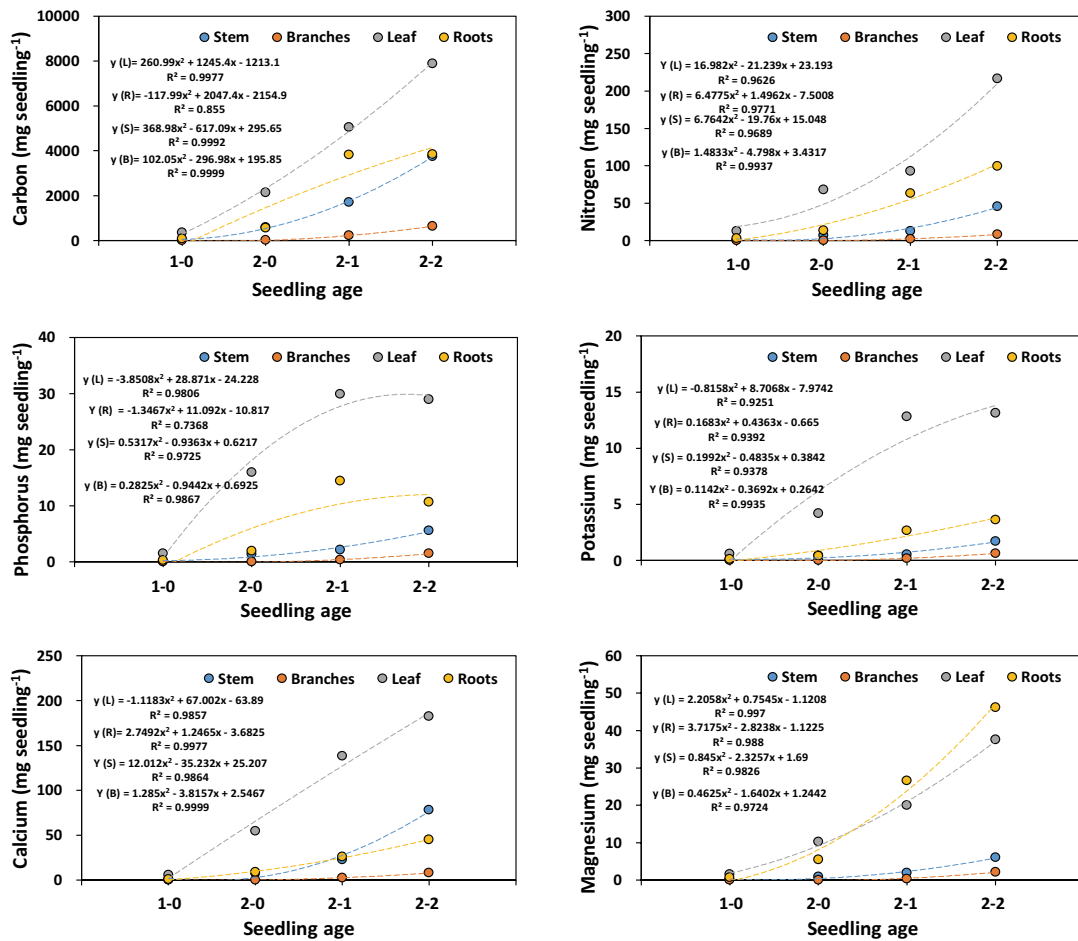 10000
8000
6000
4000
2000
0
Carbon (mg seedling-1)
Stem Branches Leaf Roots
y (L)= 260.99x2 + 1245.4x - 1213.1
R² = 0.9977
y (R)= -117.99x2 + 2047.4x - 2154.9
R² = 0.855
y (S)= 368.98x2 - 617.09x + 295.65
R² = 0.9992
y (B)= 102.05x2 - 296.98x + 195.85
R² = 0.9999
1-0 2-0 2-1 2-2
Seedling age
300
250
200
150
100
50
0
Nitrogen (mg seedling-1)
Stem Branches Leaf Roots
Y (L)= 16.982x2 - 21.239x + 23.193
R² = 0.9626
y (R)= 6.4775x2 + 1.4962x - 7.5008
R² = 0.9771
y (S)= 6.7642x2 - 19.76x + 15.048
R² = 0.9689
y (B)= 1.4833x2 - 4.798x + 3.4317
R² = 0.9937
1-0 2-0 2-1 2-2
Seedling age
40
30
20
10
0
Phosphorus (mg seedling-1)
Stem Branches Leaf Roots
y (L) = -3.8508x2 + 28.871x - 24.228
R² = 0.9806
Y (R) = -1.3467x2 + 11.092x - 10.817
R² = 0.7368
y (S)= 0.5317x2 - 0.9363x + 0.6217
R² = 0.9725
y (B)= 0.2825x2 - 0.9442x + 0.6925
R² = 0.9867
1-0 2-0 2-1 2-2
Seedling age
20
15
10
5
0
Potassium (mg seedling-1)
Stem Branches Leaf Roots
y (L)= -0.8158x2 + 8.7068x - 7.9742
R² = 0.9251
y (R)= 0.1683x2 + 0.4363x - 0.665
R² = 0.9392
y (S)= 0.1992x2 - 0.4835x + 0.3842
R² = 0.9378
Y (B)= 0.1142x2 - 0.3692x + 0.2642
R² = 0.9935
1-0 2-0 2-1 2-2
Seedling age
250
200
150
100
50
0
Calcium (mg seedling-1)
Stem Branches Leaf Roots
y (L)= -1.1183x2 + 67.002x - 63.89
R² = 0.9857
y (R)= 2.7492x2 + 1.2465x - 3.6825
R² = 0.9977
Y (S)= 12.012x2 - 35.232x + 25.207
R² = 0.9864
Y (B)= 1.285x2 - 3.8157x + 2.5467
R² = 0.9999
1-0 2-0 2-1 2-2
Seedling age
60
50
40
30
20
10
0
Magnesium (mg seedling-1)
Stem Branches Leaf Roots
y (L)= 2.2058x2 + 0.7545x - 1.1208
R² = 0.997
y (R)= 3.7175x2 - 2.8238x - 1.1225
R² = 0.988
y (S)= 0.845x2 - 2.3257x + 1.69
R² = 0.9826
y (B)= 0.4625x2 - 1.6402x + 1.2442
R² = 0.9724
1-0 2-0 2-1 2-2
Seedling age